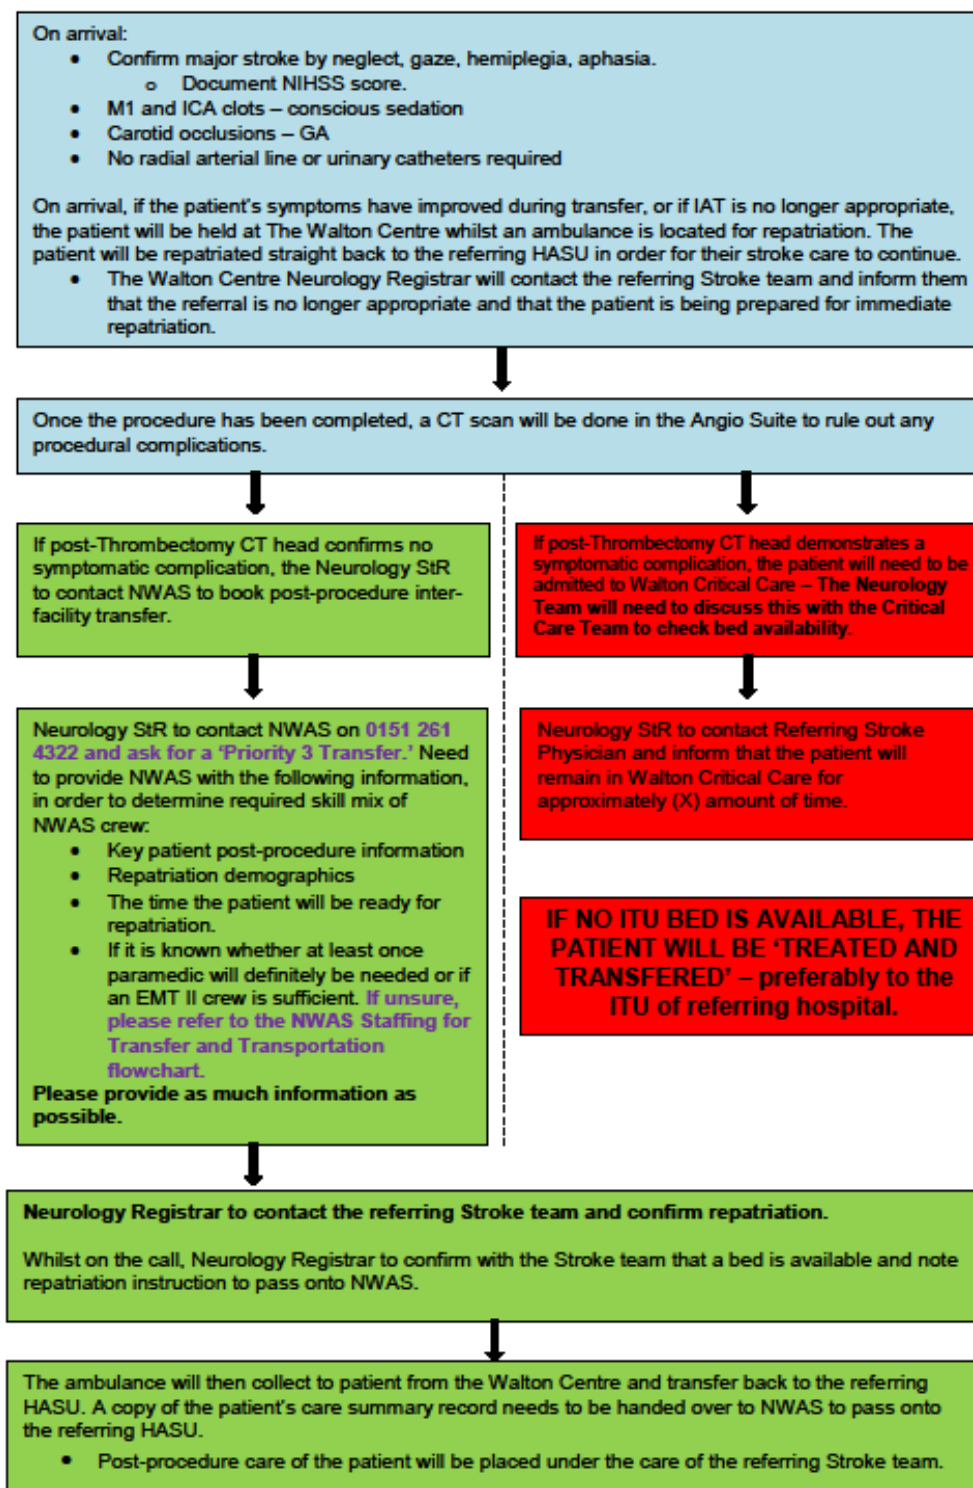 On arrival:
• Confirm major stroke by neglect, gaze, hemiplegia, aphasia.
o Document NIHSS score.
• M1 and ICA clots – conscious sedation
• Carotid occlusions – GA
• No radial arterial line or urinary catheters required
On arrival, if the patient's symptoms have improved during transfer, or if IAT is no longer appropriate,
the patient will be held at The Walton Centre whilst an ambulance is located for repatriation. The
patient will be repatriated straight back to the referring HASU in order for their stroke care to continue.
• The Walton Centre Neurology Registrar will contact the referring Stroke team and inform them
that the referral is no longer appropriate and that the patient is being prepared for immediate
repatriation.
Once the procedure has been completed, a CT scan will be done in the Angio Suite to rule out any
procedural complications.
If post-Thrombectomy CT head confirms no
symptomatic complication, the Neurology StR
to contact NWAS to book post-procedure inter-
facility transfer.
Neurology StR to contact NWAS on 0151 261
4322 and ask for a 'Priority 3 Transfer.' Need
to provide NWAS with the following information,
in order to determine required skill mix of
NWAS crew:
• Key patient post-procedure information
• Repatriation demographics
• The time the patient will be ready for
repatriation.
• If it is known whether at least once
paramedic will definitely be needed or if
an EMT II crew is sufficient. If unsure,
please refer to the NWAS Staffing for
Transfer and Transportation
flowchart.
Please provide as much information as
possible.
If post-Thrombectomy CT head demonstrates a
symptomatic complication, the patient will need to be
admitted to Walton Critical Care – The Neurology
Team will need to discuss this with the Critical
Care Team to check bed availability.
Neurology StR to contact Referring Stroke
Physician and inform that the patient will
remain in Walton Critical Care for
approximately (X) amount of time.
IF NO ITU BED IS AVAILABLE, THE
PATIENT WILL BE 'TREATED AND
TRANSFERED' – preferably to the
ITU of referring hospital.
Neurology Registrar to contact the referring Stroke team and confirm repatriation.
Whilst on the call, Neurology Registrar to confirm with the Stroke team that a bed is available and note
repatriation instruction to pass onto NWAS.
The ambulance will then collect to patient from the Walton Centre and transfer back to the referring
HASU. A copy of the patient's care summary record needs to be handed over to NWAS to pass onto
the referring HASU.
• Post-procedure care of the patient will be placed under the care of the referring Stroke team.